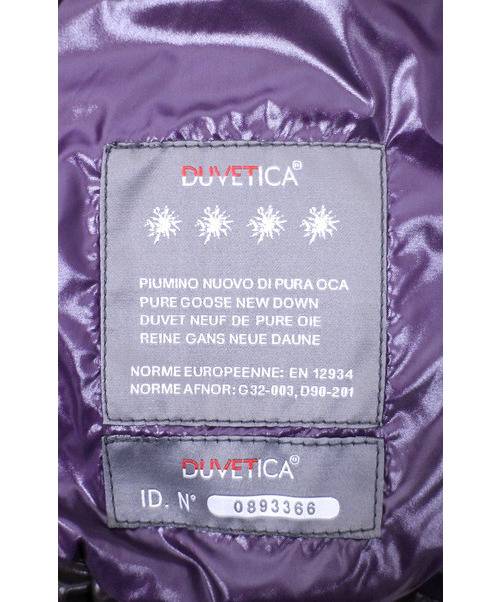 DUVETICA®
PIUMINO NUOVO DI PURA OCA
PURE GOOSE NEW DOWN
DUVET NEUF DE PURE OIE
REINE GANS NEUE DAUNE
NORME EUROPEENNE: EN 12934
NORME AFNOR: G32-003, D90-201
DUVETICA®
ID. N° 0893366